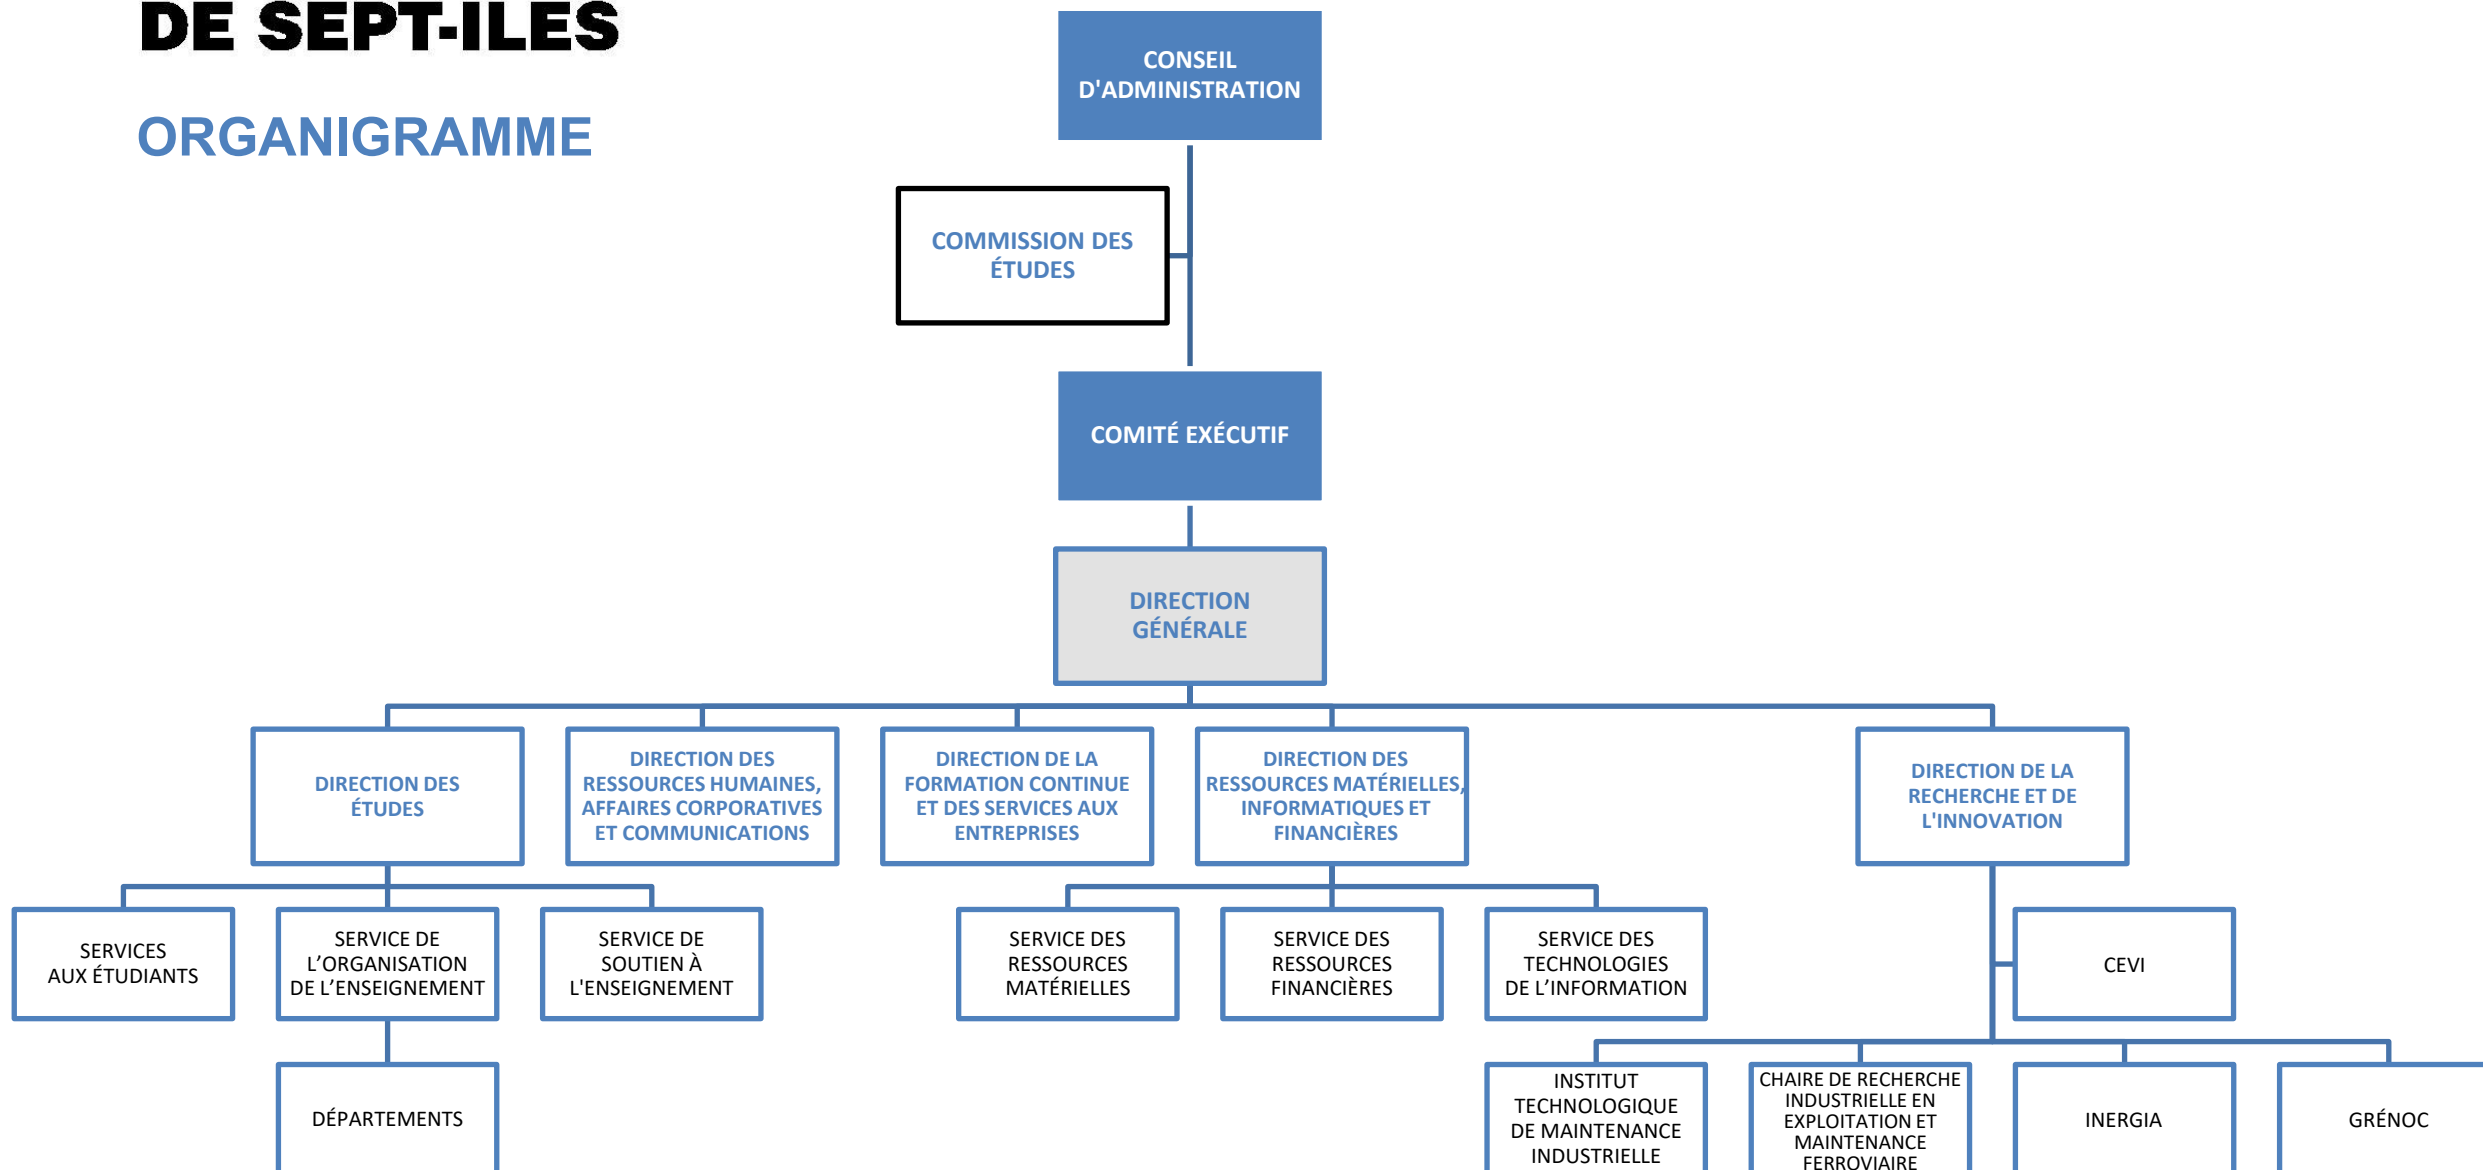 DE SEPT-ILES
ORGANIGRAMME
CONSEIL
D'ADMINISTRATION
COMMISSION DES
ÉTUDES
COMITÉ EXÉCUTIF
DIRECTION
GÉNÉRALE
DIRECTION DES
ÉTUDES
DIRECTION DES
RESSOURCES HUMAINES,
AFFAIRES CORPORATIVES
ET COMMUNICATIONS
DIRECTION DE LA
FORMATION CONTINUE
ET DES SERVICES AUX
ENTREPRISES
DIRECTION DES
RESSOURCES MATÉRIELLES,
INFORMATIQUES ET
FINANCIÈRES
DIRECTION DE LA
RECHERCHE ET DE
L'INNOVATION
SERVICES
AUX ÉTUDIANTS
SERVICE DE
L’ORGANISATION
DE L’ENSEIGNEMENT
SERVICE DE
SOUTIEN À
L'ENSEIGNEMENT
SERVICE DES
RESSOURCES
MATÉRIELLES
SERVICE DES
RESSOURCES
FINANCIÈRES
SERVICE DES
TECHNOLOGIES
DE L’INFORMATION
CEVI
DÉPARTEMENTS
INSTITUT
TECHNOLOGIQUE
DE MAINTENANCE
INDUSTRIELLE
CHAIRE DE RECHERCHE
INDUSTRIELLE EN
EXPLOITATION ET
MAINTENANCE
FERROVIAIRE
INERGIA
GRÉNOC